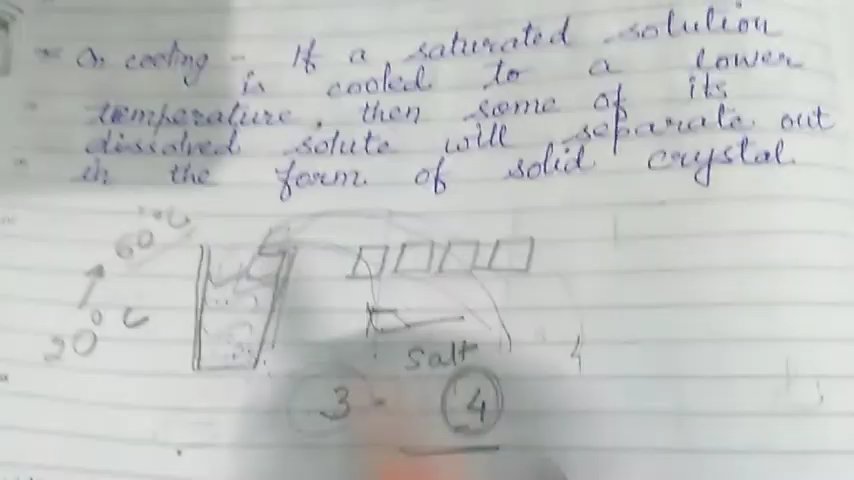 On cooling - If a saturated solution
is cooled to a lower
temperature, then some of its
dissolved solute will separate out
in the form of solid crystal.
60°C
20°C
Salt
3 - 4